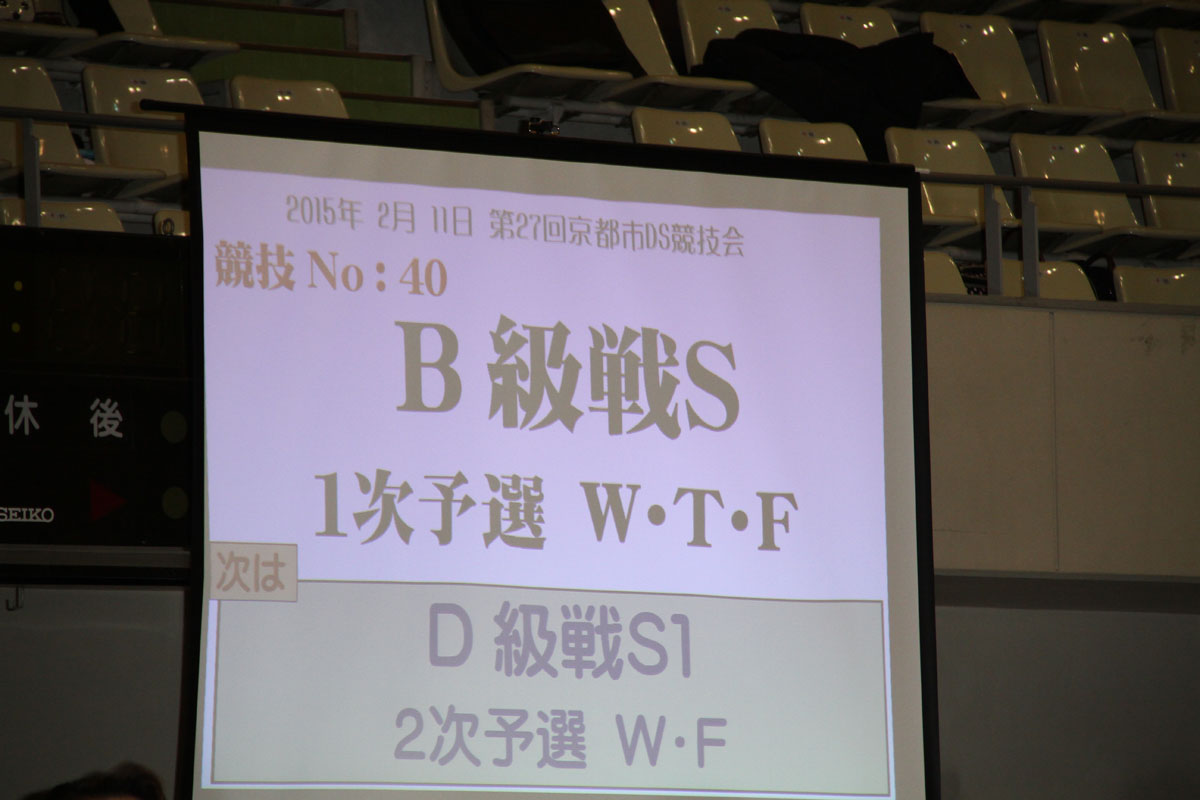 2015年 2月 11日 第27回京都市DS競技会
競技 No：40
B 級戦S
1次予選 W・T・F
次は
D 級戦S1
2次予選 W・F
休 後
SEIKO